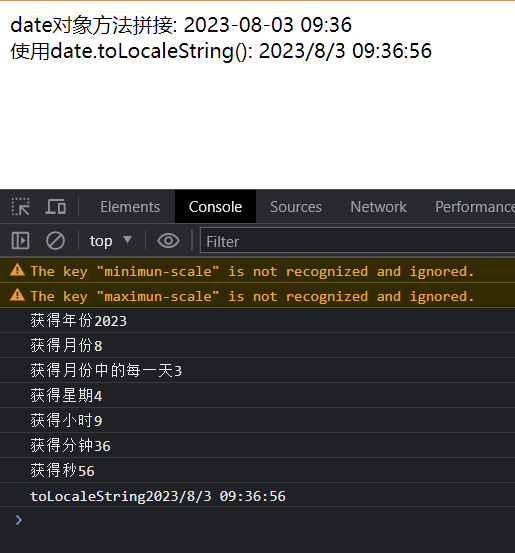 date对象方法拼接: 2023-08-03 09:36
使用date.toLocaleString(): 2023/8/3 09:36:56
Elements Console Sources Network Performance
top Filter
The key "minimun-scale" is not recognized and ignored.
The key "maximun-scale" is not recognized and ignored.
获得年份2023
获得月份8
获得月份中的每一天3
获得星期4
获得小时9
获得分钟36
获得秒56
toLocaleString2023/8/3 09:36:56